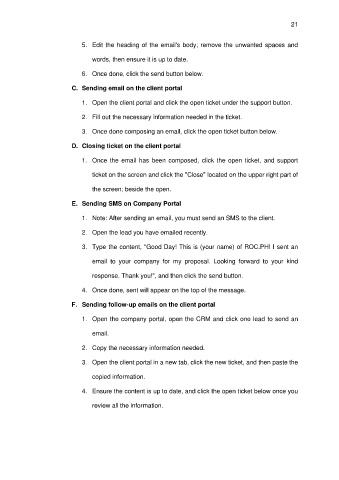 21
5. Edit the heading of the email's body, remove the unwanted spaces and
words, then ensure it is up to date.
6. Once done, click the send button below.
C. Sending email on the client portal
1. Open the client portal and click the open ticket under the support button.
2. Fill out the necessary information needed in the ticket.
3. Once done composing an email, click the open ticket button below.
D. Closing ticket on the client portal
1. Once the email has been composed, click the open ticket, and support
ticket on the screen and click the "Close" located on the upper right part of
the screen; beside the open.
E. Sending SMS on Company Portal
1. Note: After sending an email, you must send an SMS to the client.
2. Open the lead you have emailed recently.
3. Type the content, "Good Day! This is (your name) of ROC.PH! I sent an
email to your company for my proposal. Looking forward to your kind
response. Thank you!", and then click the send button.
4. Once done, sent will appear on the top of the message.
F. Sending follow-up emails on the client portal
1. Open the company portal, open the CRM and click one lead to send an
email.
2. Copy the necessary information needed.
3. Open the client portal in a new tab, click the new ticket, and then paste the
copied information.
4. Ensure the content is up to date, and click the open ticket below once you
review all the information.